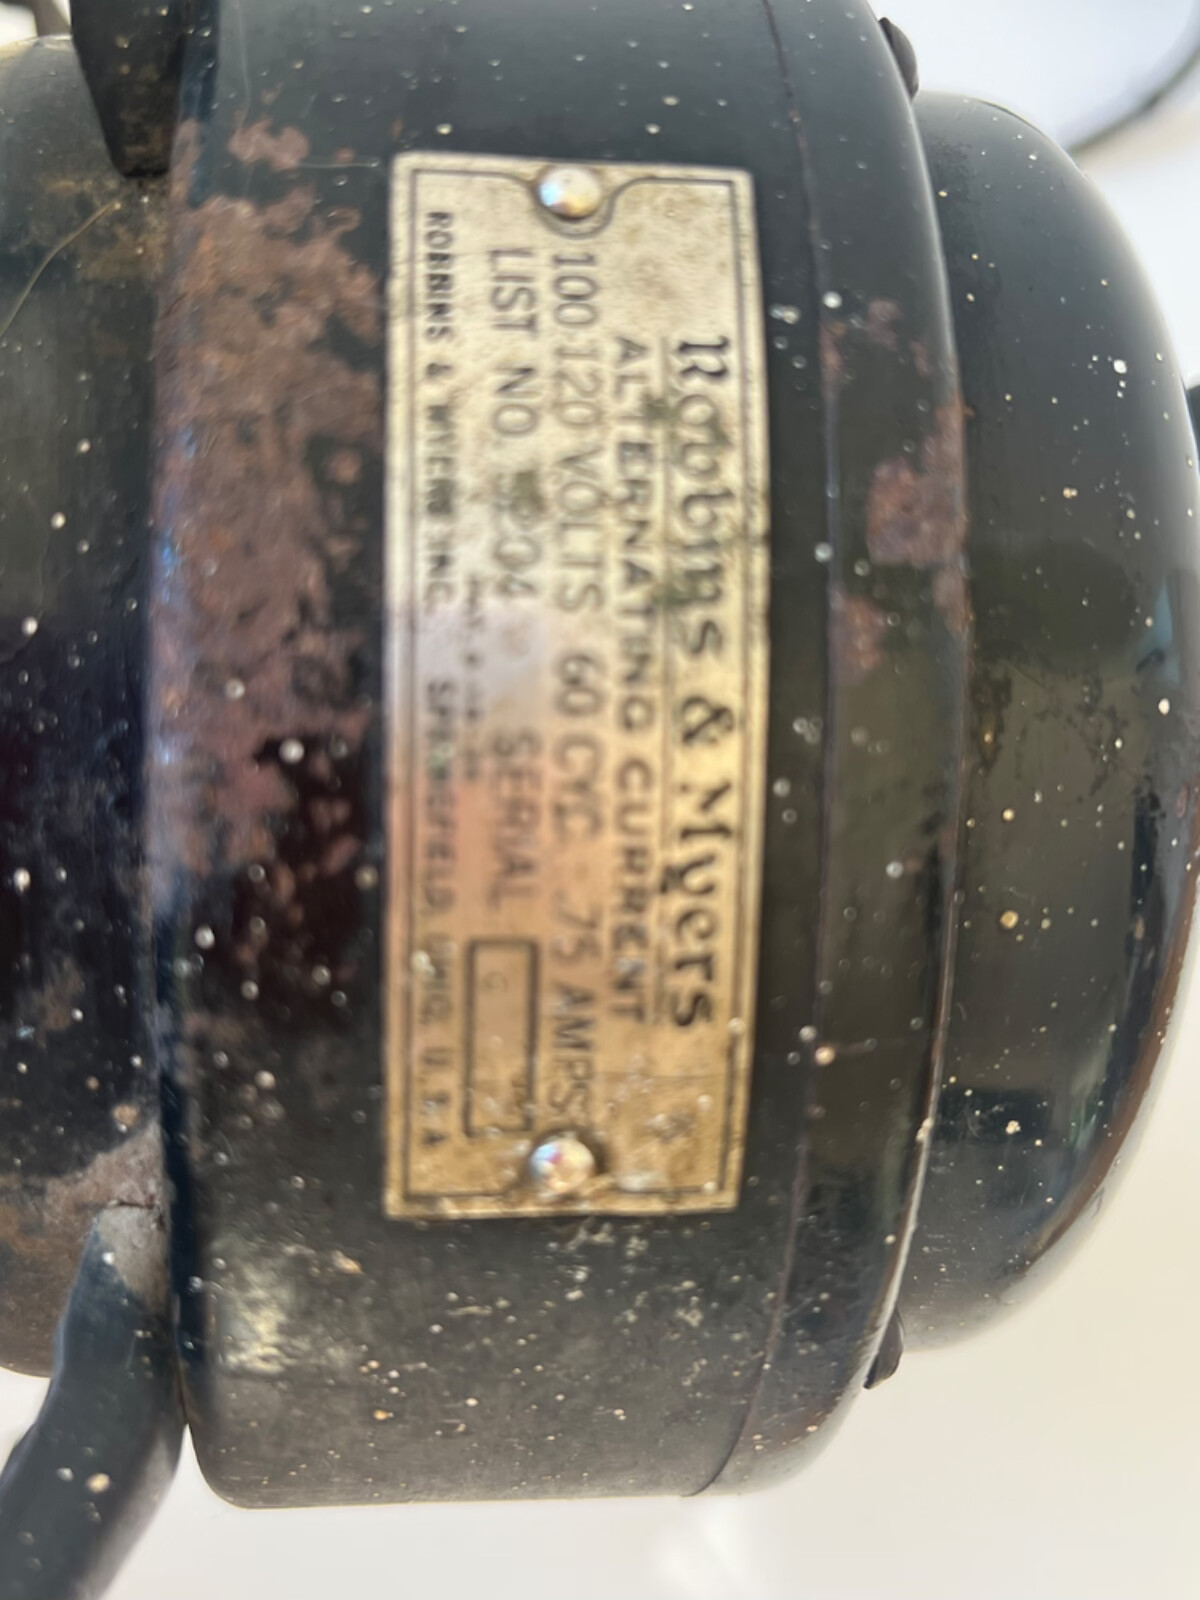 Robbins & Myers
ALTERNATING CURRENT
100 120 VOLTS 60 CYC. .75 AMPS
LIST NO SERIAL
ROBBINS & MYERS INC. SPRINGFIELD, OHIO, U.S.A